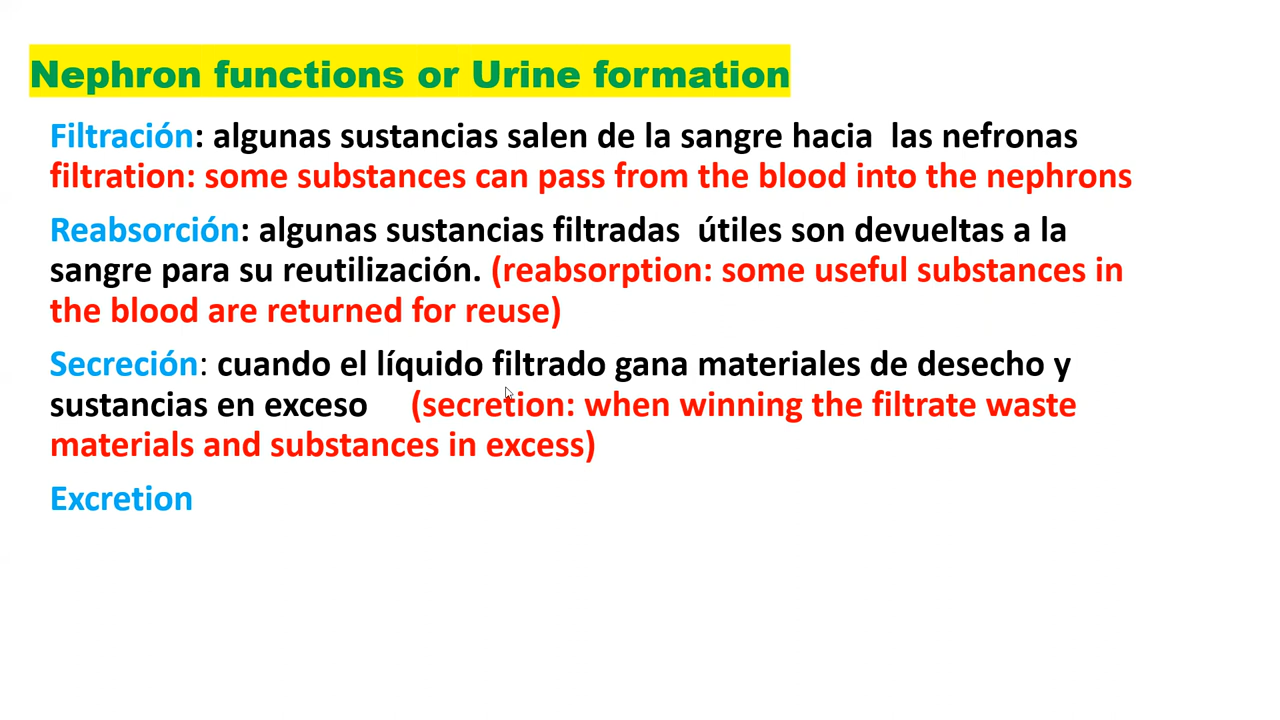 Nephron functions or Urine formation
Filtración: algunas sustancias salen de la sangre hacia  las nefronas
filtration: some substances can pass from the blood into the nephrons
Reabsorción: algunas sustancias filtradas  útiles son devueltas a la
sangre para su reutilización. (reabsorption: some useful substances in
the blood are returned for reuse)
Secreción: cuando el líquido filtrado gana materiales de desecho y
sustancias en exceso    (secretion: when winning the filtrate waste
materials and substances in excess)
Excretion